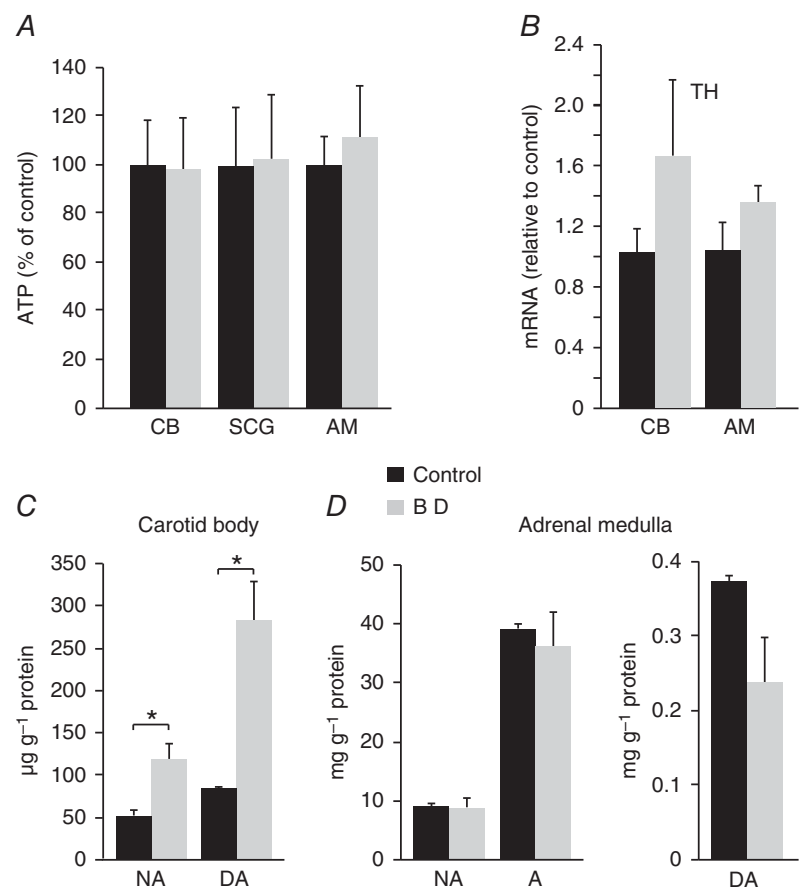 A
ATP (% of control)
140
120
100
80
60
40
20
0
CB SCG AM
B
mRNA (relative to control)
2.4
2.0
1.6
1.2
0.8
0.4
0
TH
CB AM
Control
B D
C
Carotid body
µg g–1 protein
350
300
250
200
150
100
50
0
*
*
NA DA
D
Adrenal medulla
mg g–1 protein
50
40
30
20
10
0
NA A
mg g–1 protein
0.4
0.3
0.2
0.1
0
DA